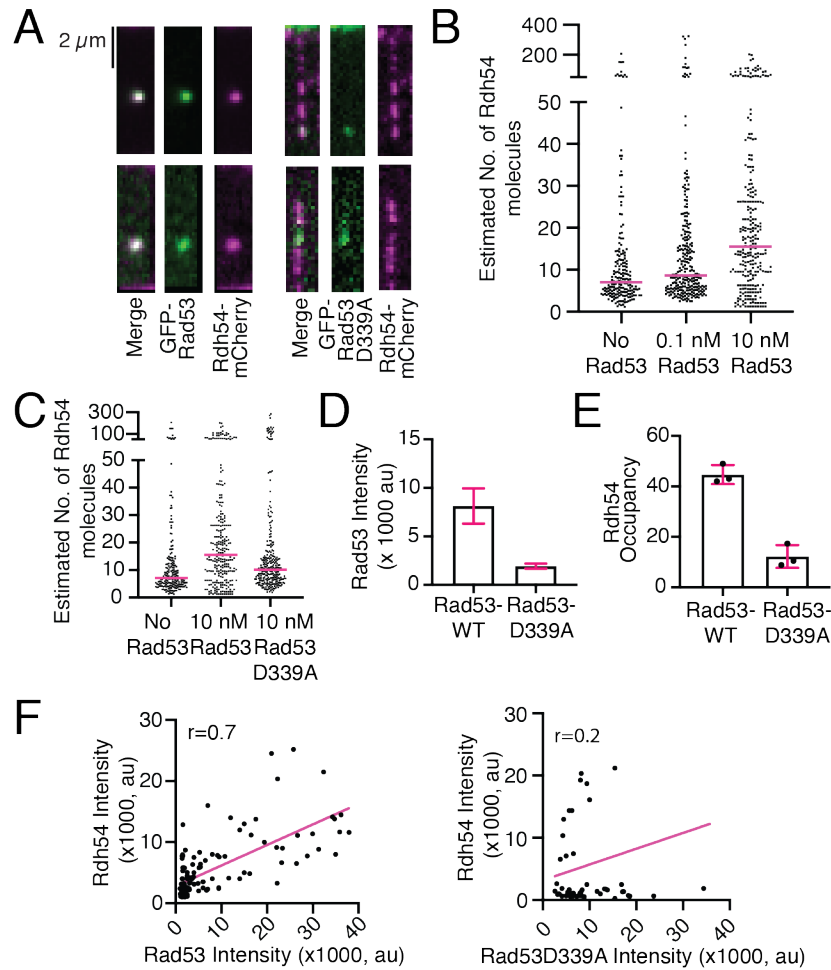 A
2 µm
Merge
GFP-
Rad53
Rdh54-
mCherry
Merge
GFP-
Rad53
D339A
Rdh54-
mCherry
B
Estimated No. of Rdh54
molecules
400
200
50
40
30
20
10
0
No
Rad53
0.1 nM
Rad53
10 nM
Rad53
C
Estimated No. of Rdh54
molecules
300
100
50
40
30
20
10
0
No
Rad53
10 nM
Rad53
10 nM
Rad53
D339A
D
Rad53 Intensity
(x 1000 au)
15
10
5
0
Rad53-
WT
Rad53-
D339A
E
Rdh54
Occupancy
60
40
20
0
Rad53-
WT
Rad53-
D339A
F
Rdh54 Intensity
(x1000, au)
30
20
10
0
r=0.7
0 10 20 30 40
Rad53 Intensity (x1000, au)
Rdh54 Intensity
(x1000, au)
30
20
10
0
r=0.2
0 10 20 30 40
Rad53D339A Intensity (x1000, au)